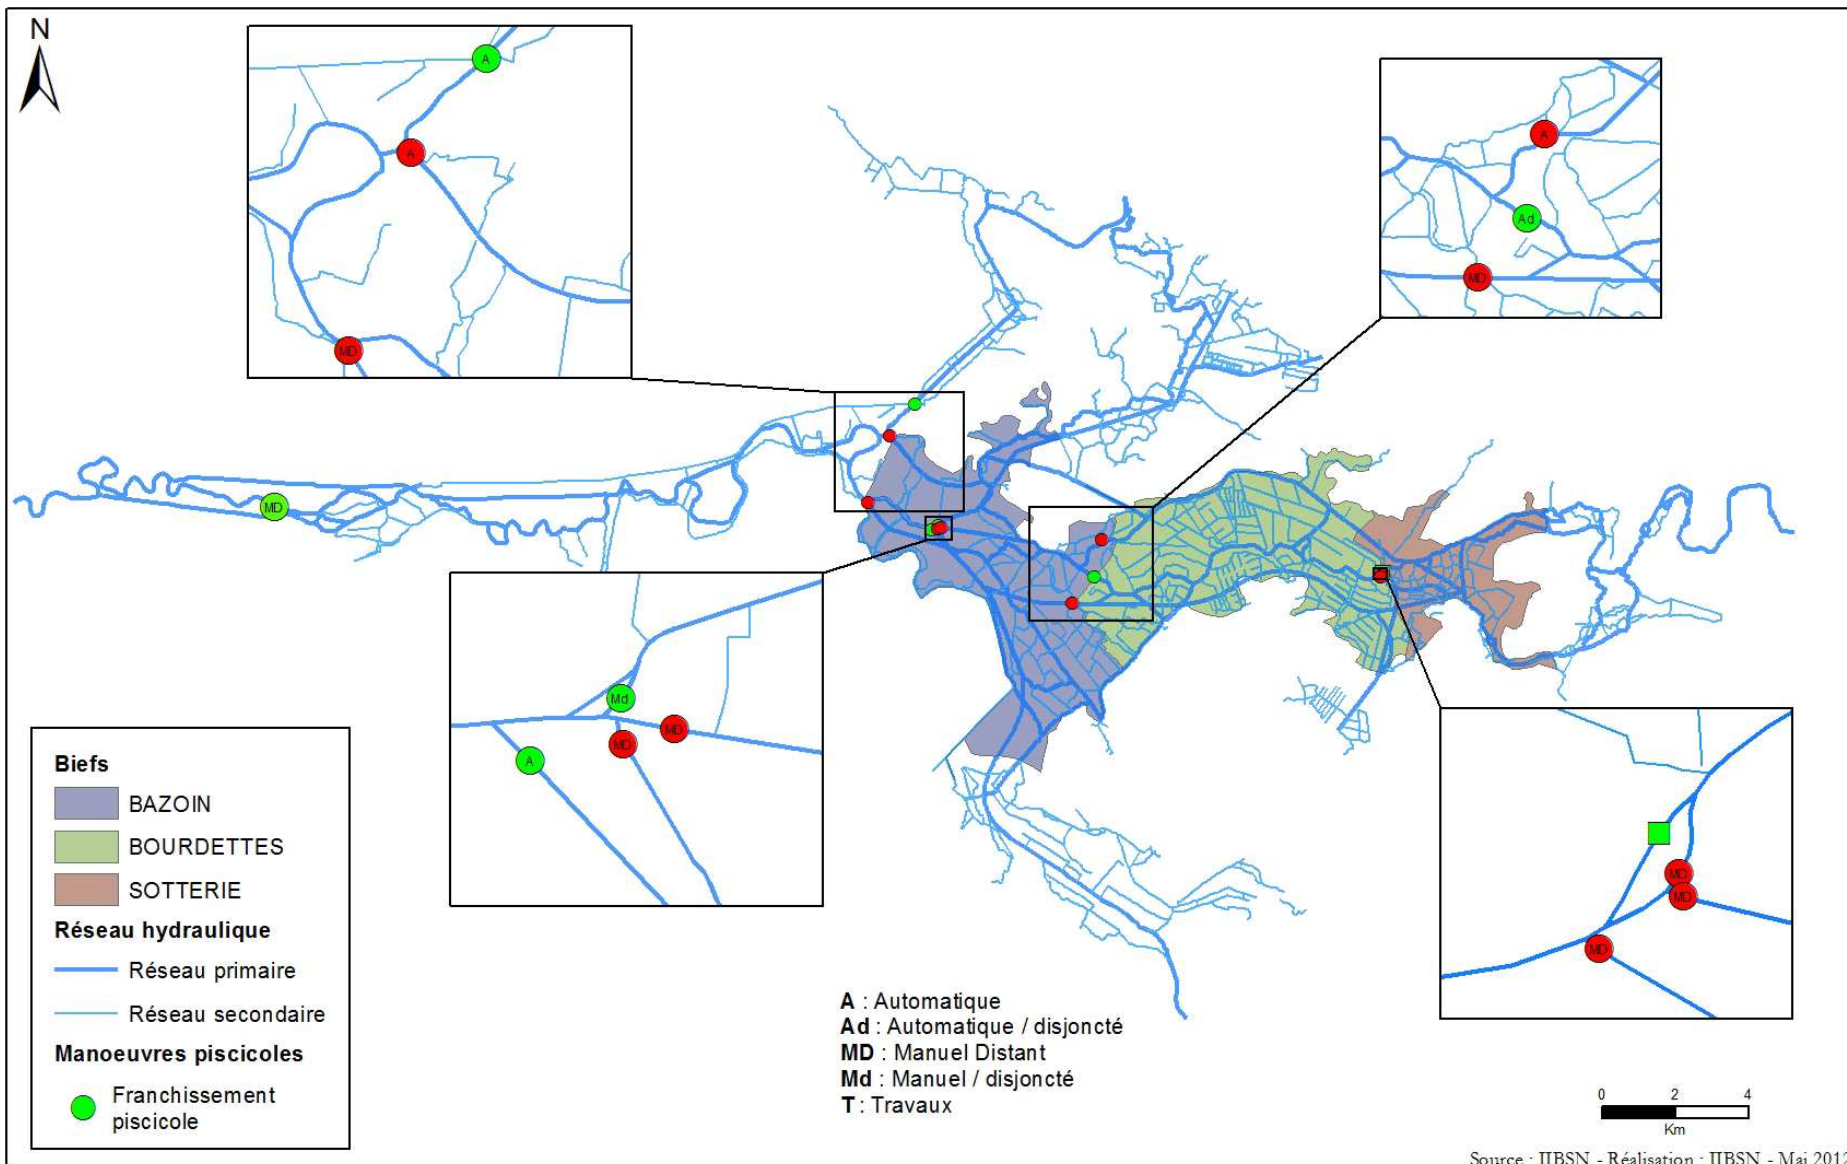 N
A
A
MD
A
Ad
MD
MD
Md
MD
MD
A
MD
MD
MD
Biefs
BAZOIN
BOURDETTES
SOTTERIE
Réseau hydraulique
Réseau primaire
Réseau secondaire
Manoeuvres piscicoles
Franchissement
piscicole
A : Automatique
Ad : Automatique / disjoncté
MD : Manuel Distant
Md : Manuel / disjoncté
T : Travaux
0 2 4
Km
Source : IIBSN - Réalisation : IIBSN - Mai 2012